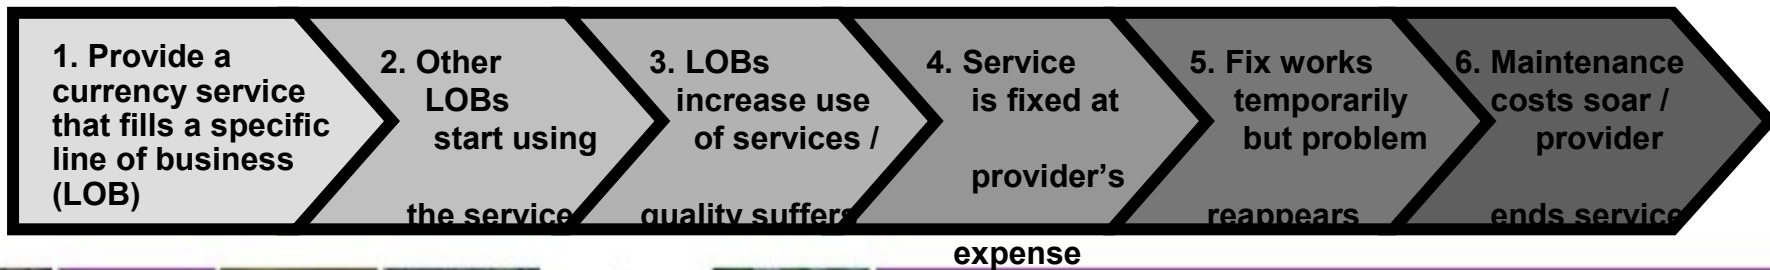 1. Provide a
currency service
that fills a specific
line of business
(LOB)
2. Other
LOBs
start using
the service
3. LOBs
increase use
of services /
quality suffers
4. Service
is fixed at
provider's
expense
5. Fix works
temporarily
but problem
reappears
6. Maintenance
costs soar /
provider
ends service